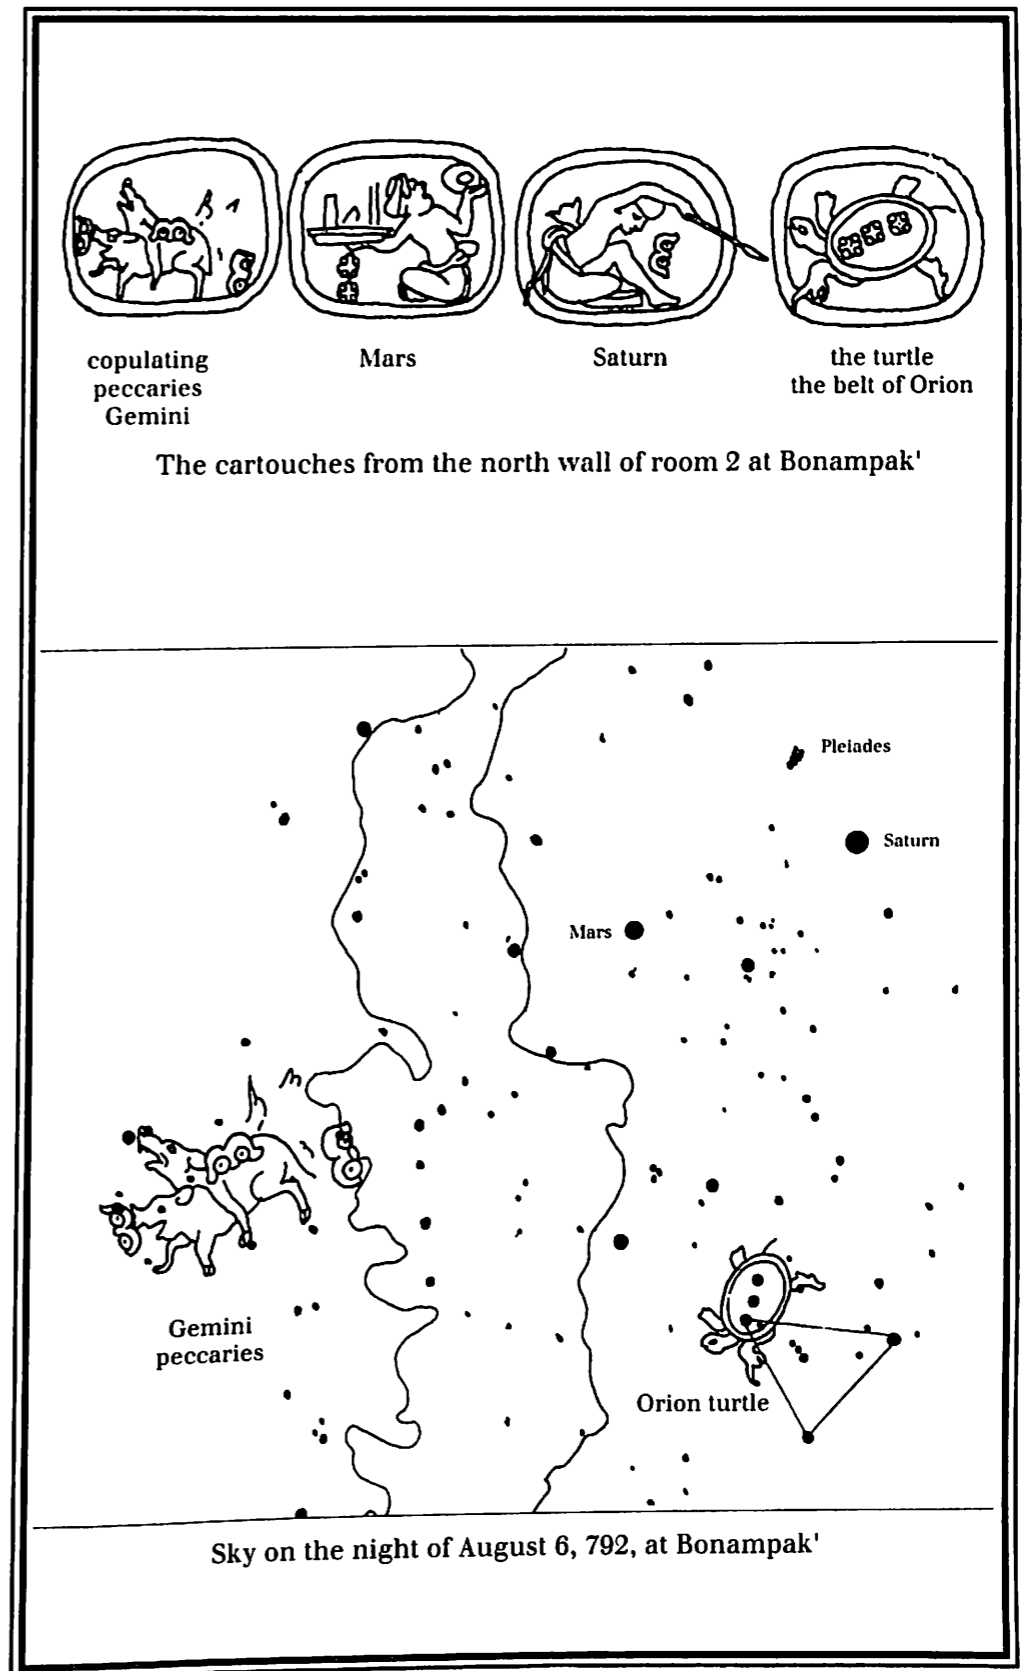 copulating
peccaries
Gemini
Mars
Saturn
the turtle
the belt of Orion
The cartouches from the north wall of room 2 at Bonampak'
Pleiades
Saturn
Mars
Gemini
peccaries
Orion turtle
Sky on the night of August 6, 792, at Bonampak'